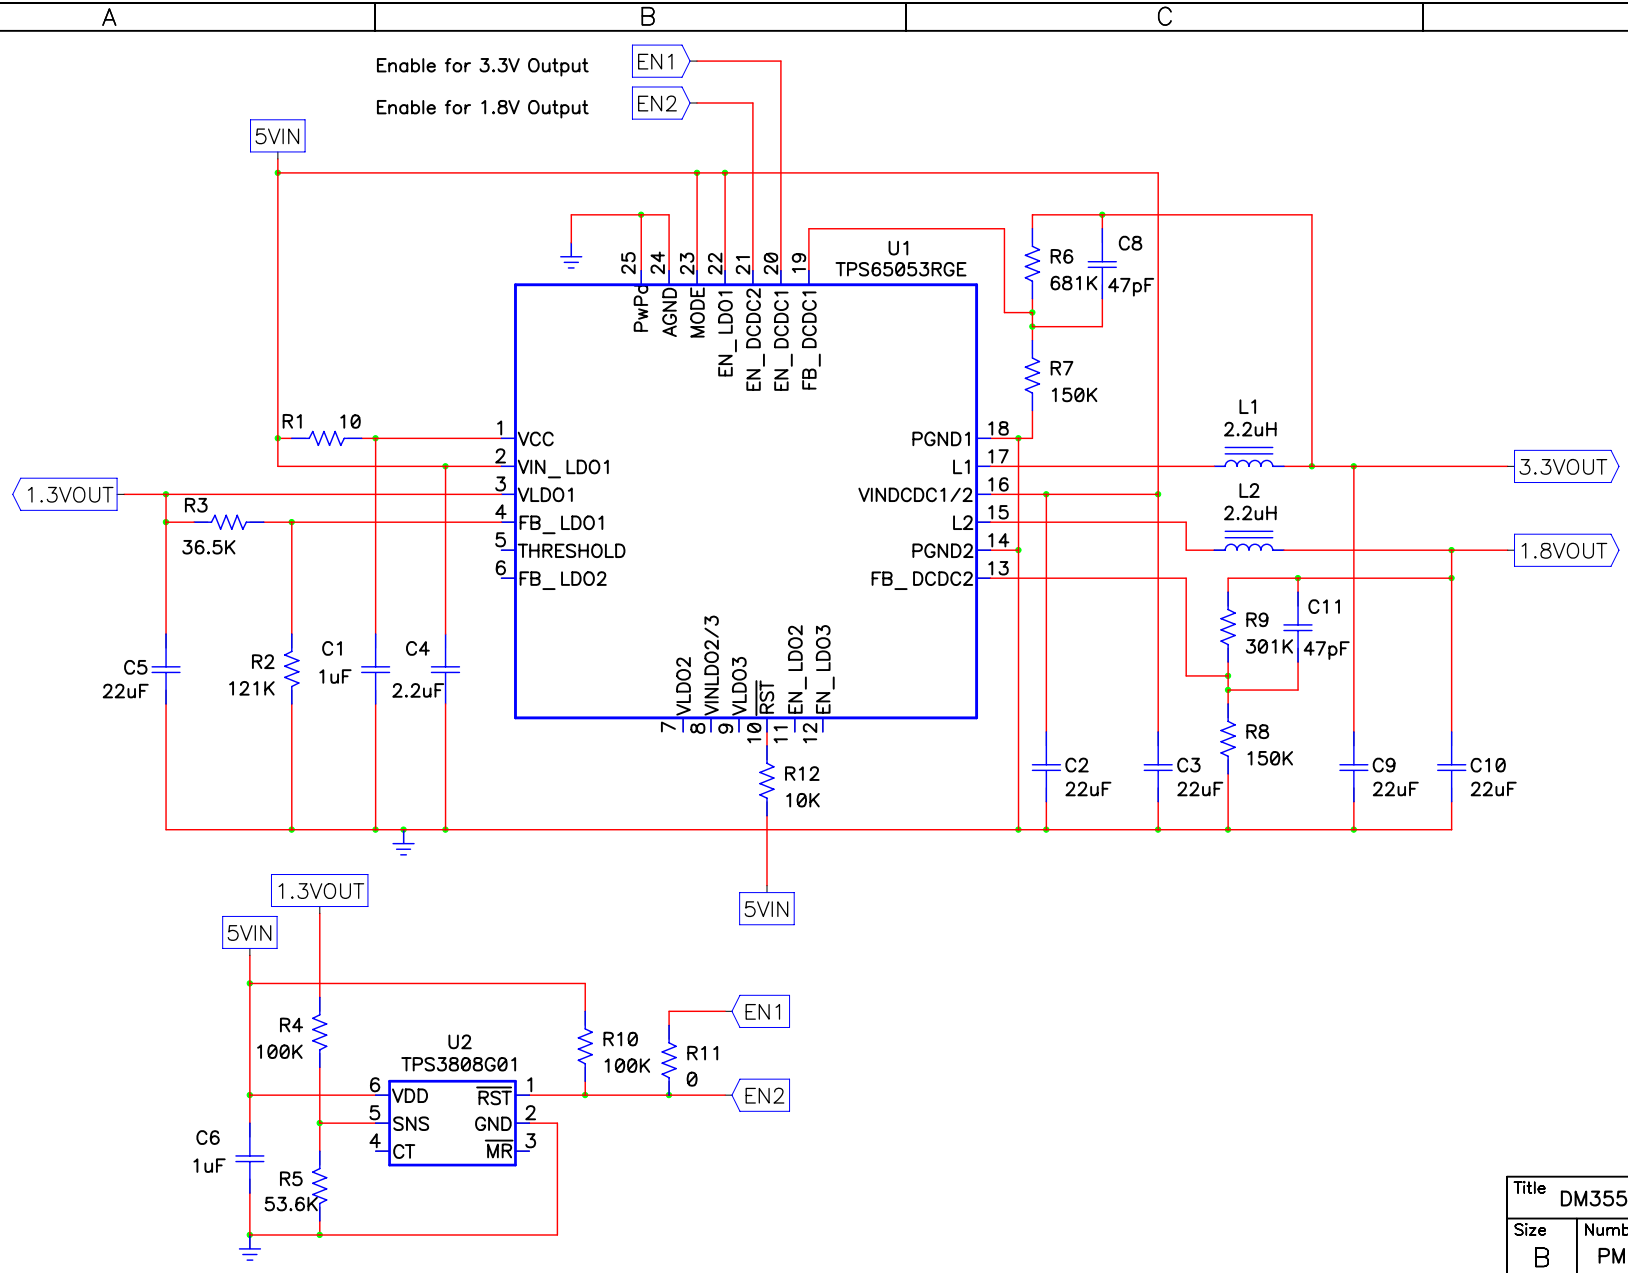 A
B
C
Enable for 3.3V Output
EN1
Enable for 1.8V Output
EN2
5VIN
U1
TPS65053RGE
25
24
23
22
21
20
19
PwPd
AGND
MODE
EN_LDO1
EN_DCDC2
EN_DCDC1
FB_DCDC1
R6
681K
C8
47pF
R7
150K
R1
10
1
VCC
2
VIN_LDO1
3
VLDO1
4
FB_LDO1
5
THRESHOLD
6
FB_LDO2
1.3VOUT
R3
36.5K
PGND1
18
L1
17
VINDCDC1/2
16
L2
15
PGND2
14
FB_DCDC2
13
L1
2.2uH
L2
2.2uH
3.3VOUT
1.8VOUT
C5
22uF
R2
121K
C1
1uF
C4
2.2uF
VLDO2
VINLDO2/3
VLDO3
RST
EN_LDO2
EN_LDO3
7
8
9
10
11
12
R9
301K
C11
47pF
R8
150K
R12
10K
C2
22uF
C3
22uF
C9
22uF
C10
22uF
5VIN
1.3VOUT
5VIN
R4
100K
U2
TPS3808G01
6
VDD
5
SNS
4
CT
RST
1
GND
2
MR
3
R10
100K
R11
0
EN1
EN2
C6
1uF
R5
53.6K
Title
DM355
Size
B
Numb
PM